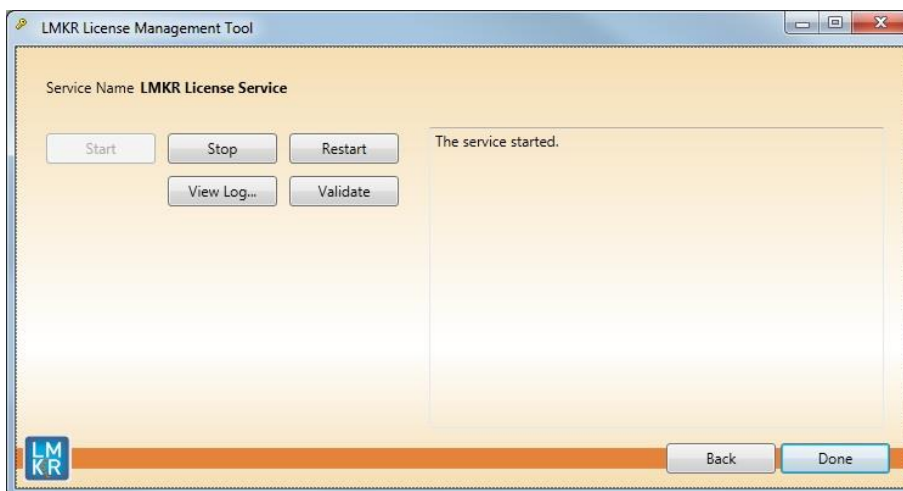 LMKR License Management Tool
Service Name LMKR License Service
Start Stop Restart
The service started.
View Log... Validate
LM
KR
Back Done